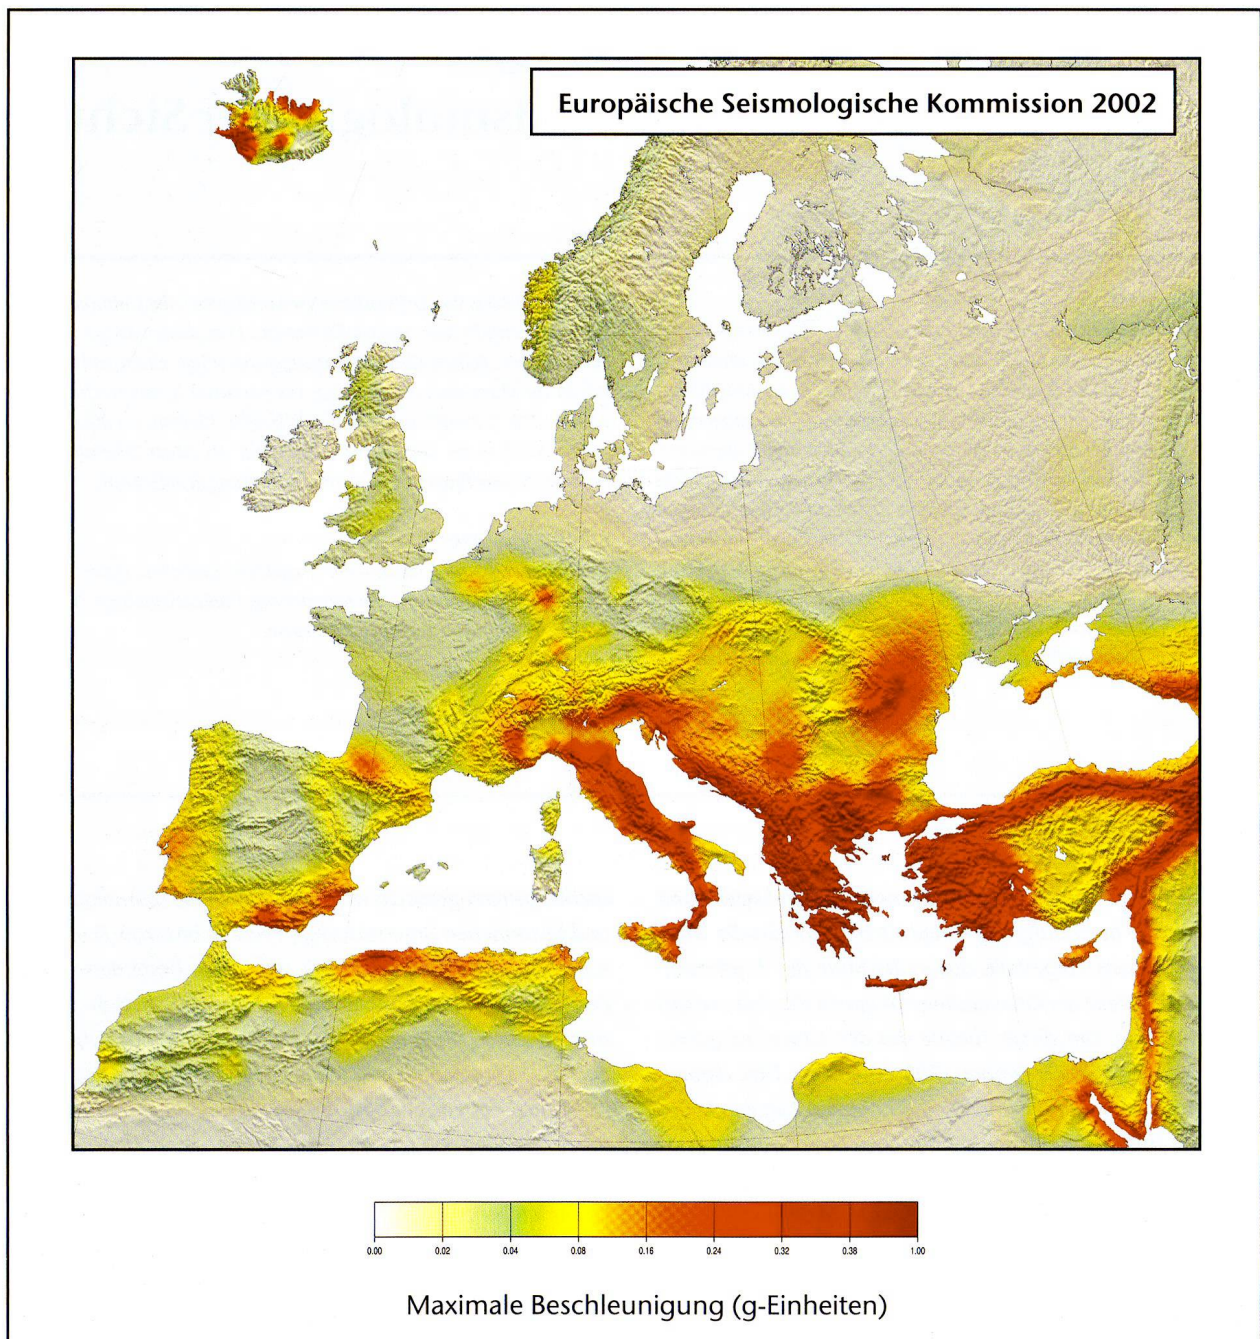 Europäische Seismologische Kommission 2002
0.00 0.02 0.04 0.08 0.16 0.24 0.32 0.38 1.00
Maximale Beschleunigung (g-Einheiten)